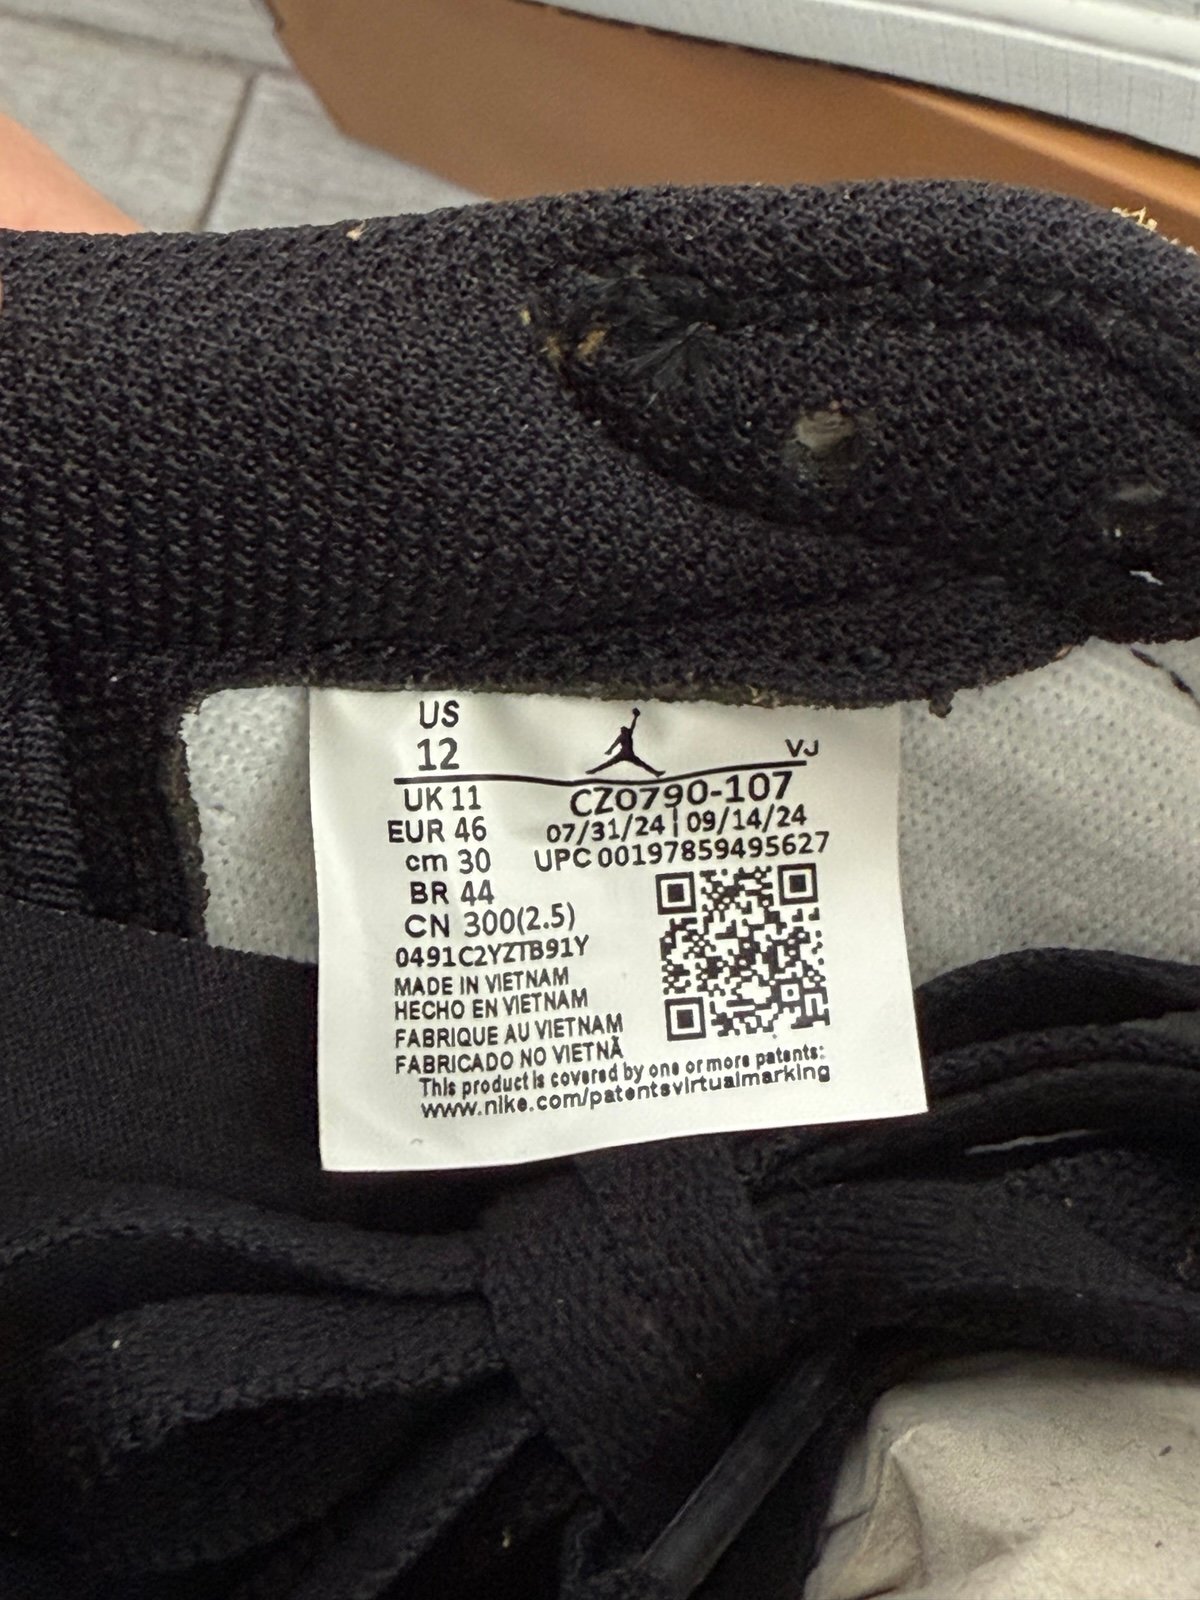 US
12
VJ
UK 11
CZ0790-107
EUR 46
07/31/24 | 09/14/24
cm 30
UPC 00197859495627
BR 44
CN 300(2.5)
0491C2YZTB91Y
MADE IN VIETNAM
HECHO EN VIETNAM
FABRIQUE AU VIETNAM
FABRICADO NO VIETNÃ
This product is covered by one or more patents:
www.nike.com/patentsvirtualmarking